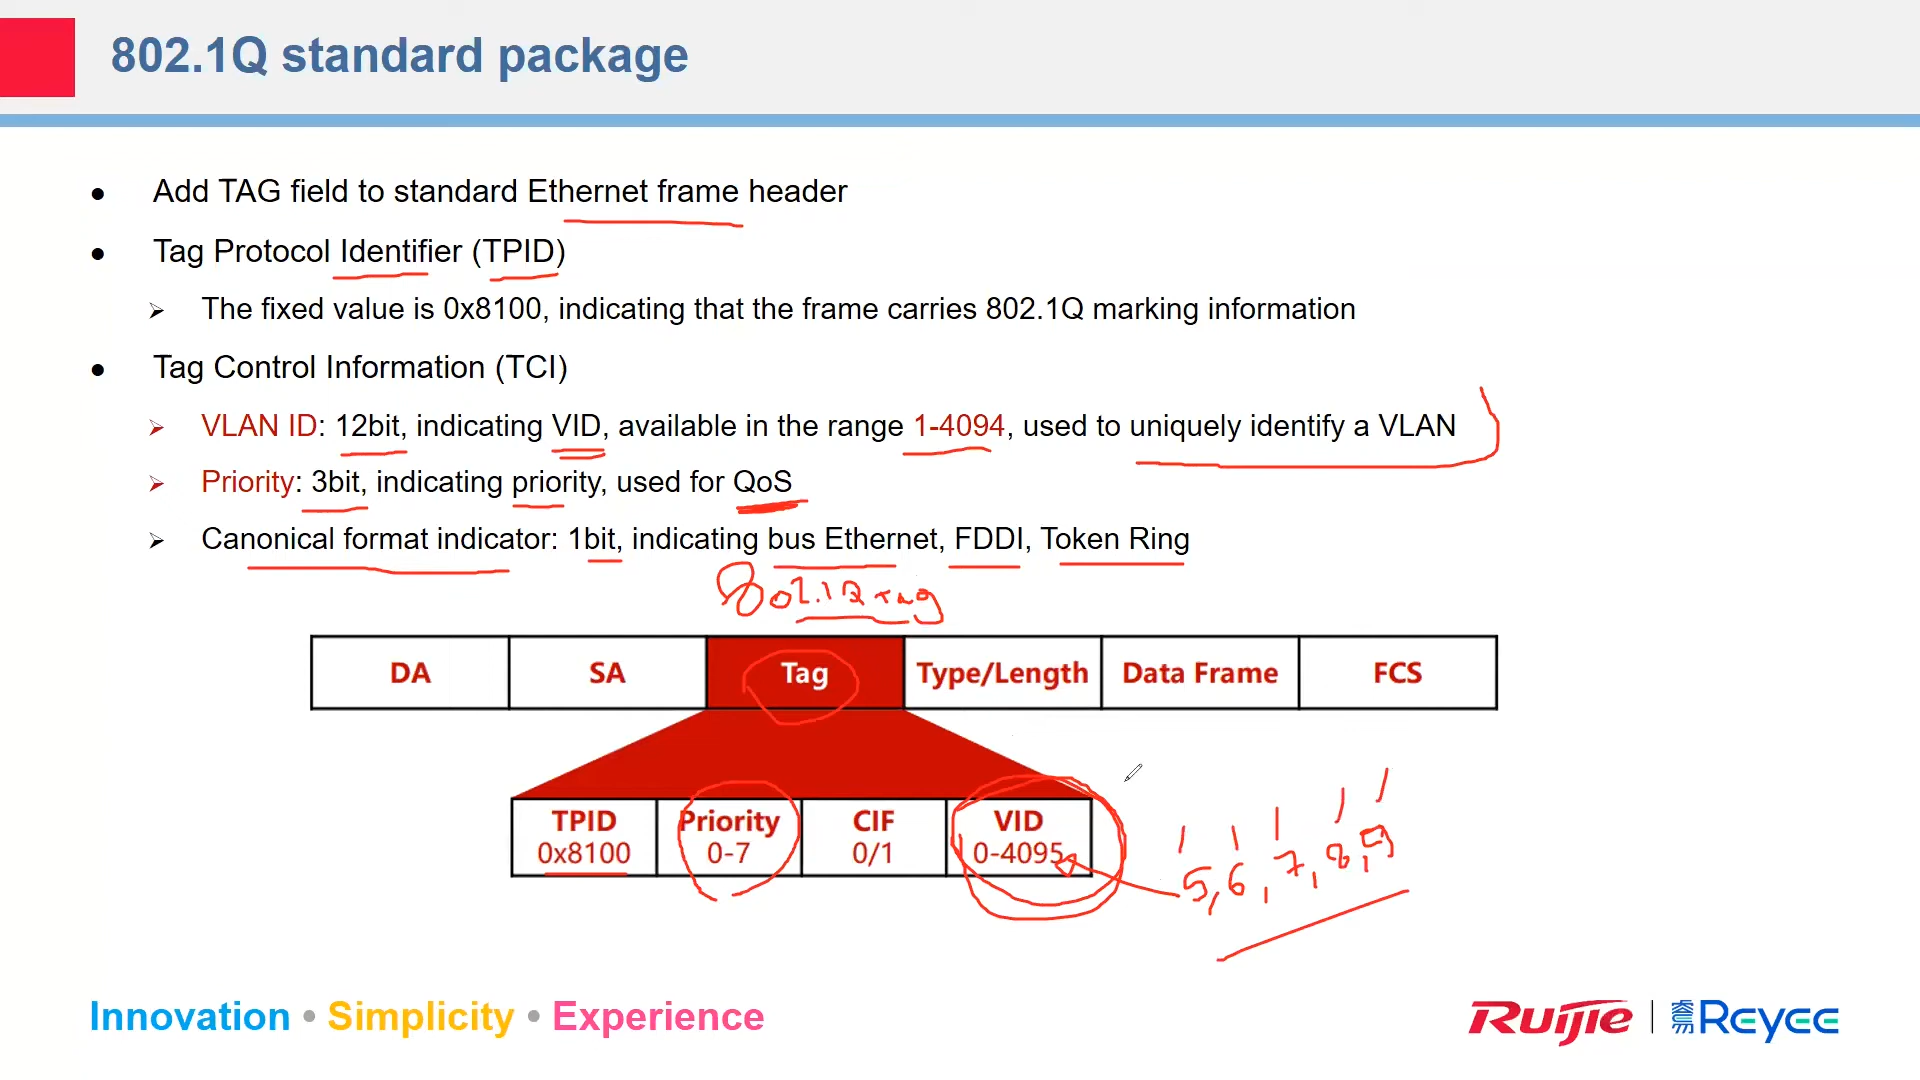 802.1Q standard package
Add TAG field to standard Ethernet frame header
Tag Protocol Identifier (TPID)
The fixed value is 0x8100, indicating that the frame carries 802.1Q marking information
Tag Control Information (TCI)
VLAN ID: 12bit, indicating VID, available in the range 1-4094, used to uniquely identify a VLAN
Priority: 3bit, indicating priority, used for QoS
Canonical format indicator: 1bit, indicating bus Ethernet, FDDI, Token Ring
802.1Q tag
DA SA Tag Type/Length Data Frame FCS
TPID Priority CIF VID
0x8100 0-7 0/1 0-4095
5, 6, 7, 8, 9
Innovation • Simplicity • Experience
Ruijie | 睿易 Reyee